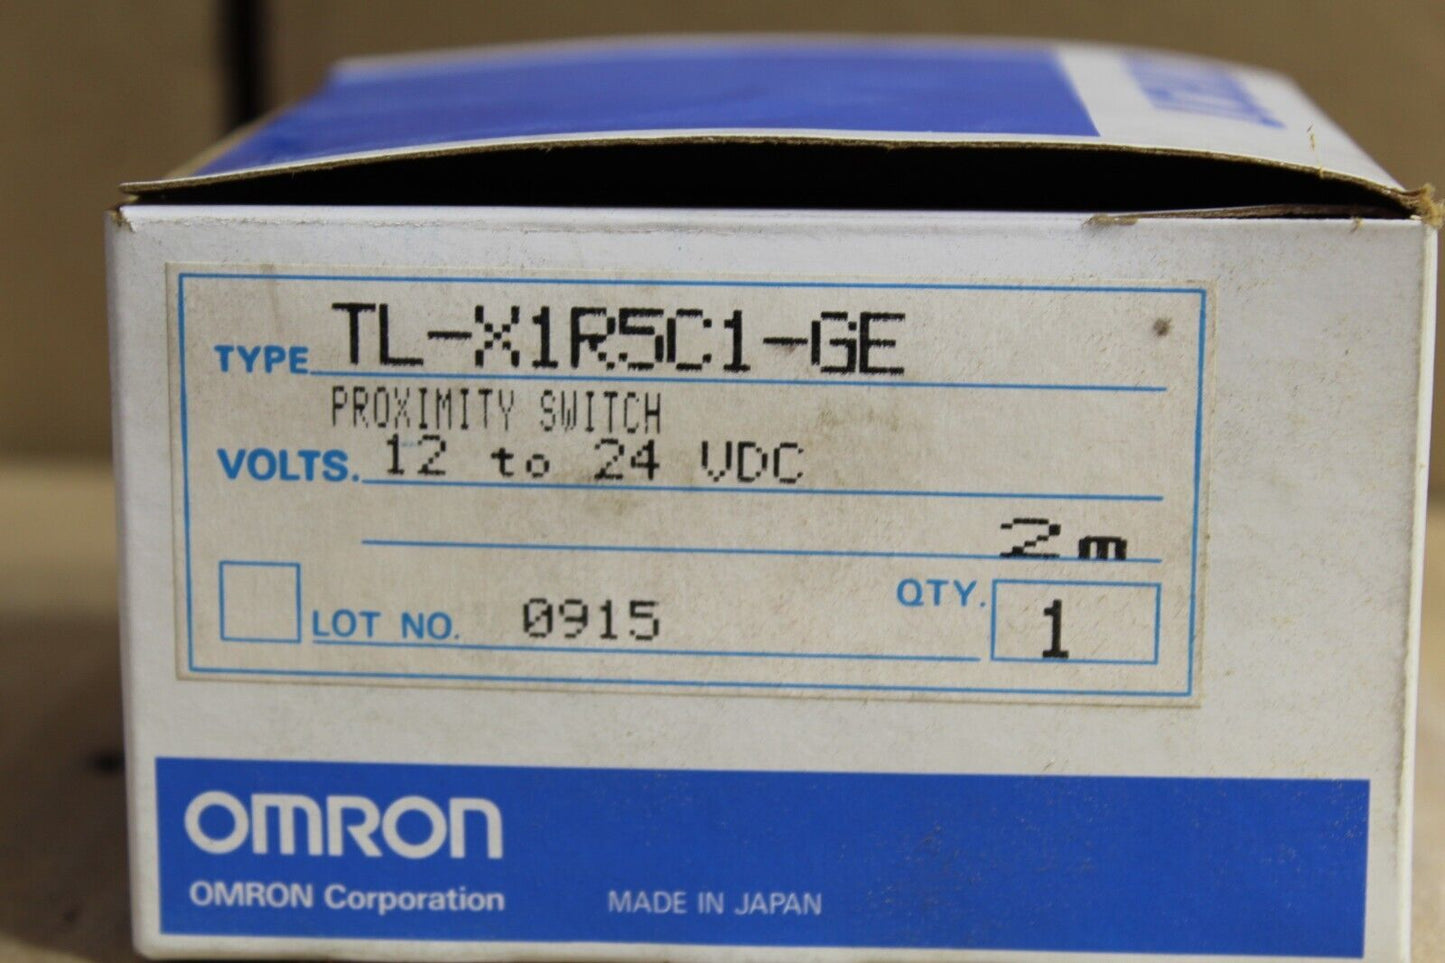 TYPE TL-X1R5C1-GE
PROXIMITY SWITCH
VOLTS. 12 to 24 VDC
2m
QTY. 1
LOT NO. 0915
OMRON
OMRON Corporation MADE IN JAPAN